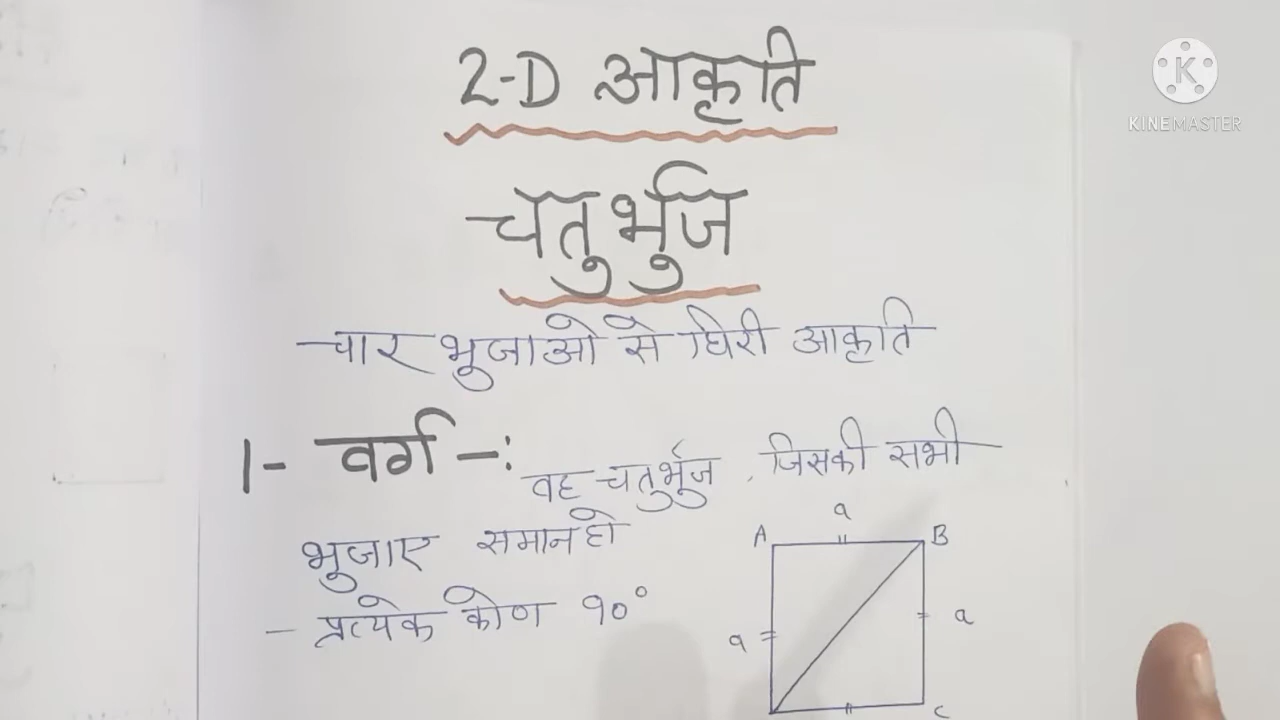 2-D आकृति
KINEMASTER
चतुर्भुज
चार भूजाओ से घिरी आकृति
1- वर्ग -: वह चतुर्भुज , जिसकी सभी
भुजाए समान हो
- प्रत्येक कोण 90°
a
A B
a a
C